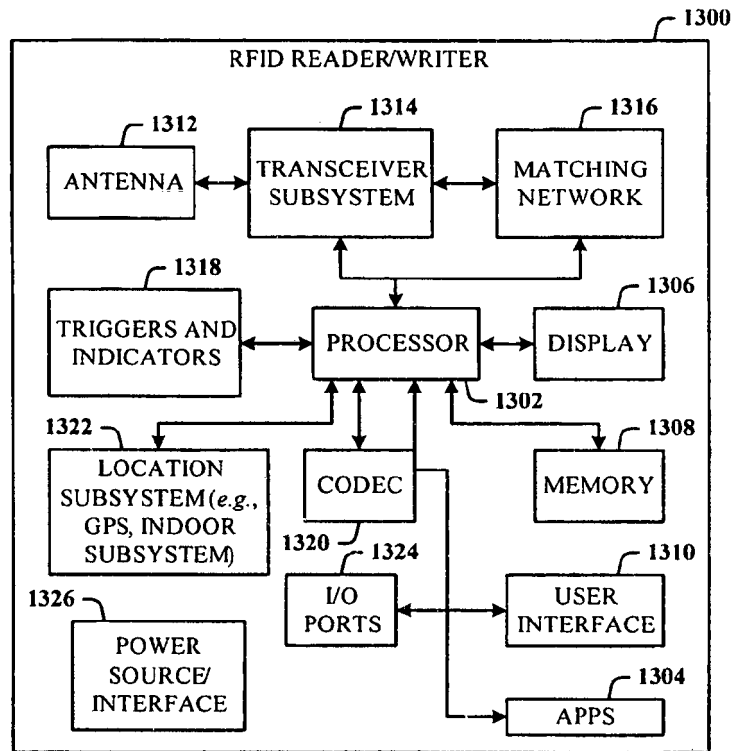 1300
RFID READER/WRITER
1312
1314
1316
ANTENNA
TRANSCEIVER
SUBSYSTEM
MATCHING
NETWORK
1318
1306
TRIGGERS AND
INDICATORS
PROCESSOR
DISPLAY
1302
1322
1308
LOCATION
SUBSYSTEM (e.g.,
GPS, INDOOR
SUBSYSTEM)
CODEC
MEMORY
1320
1324
1310
I/O
PORTS
USER
INTERFACE
1326
POWER
SOURCE/
INTERFACE
1304
APPS